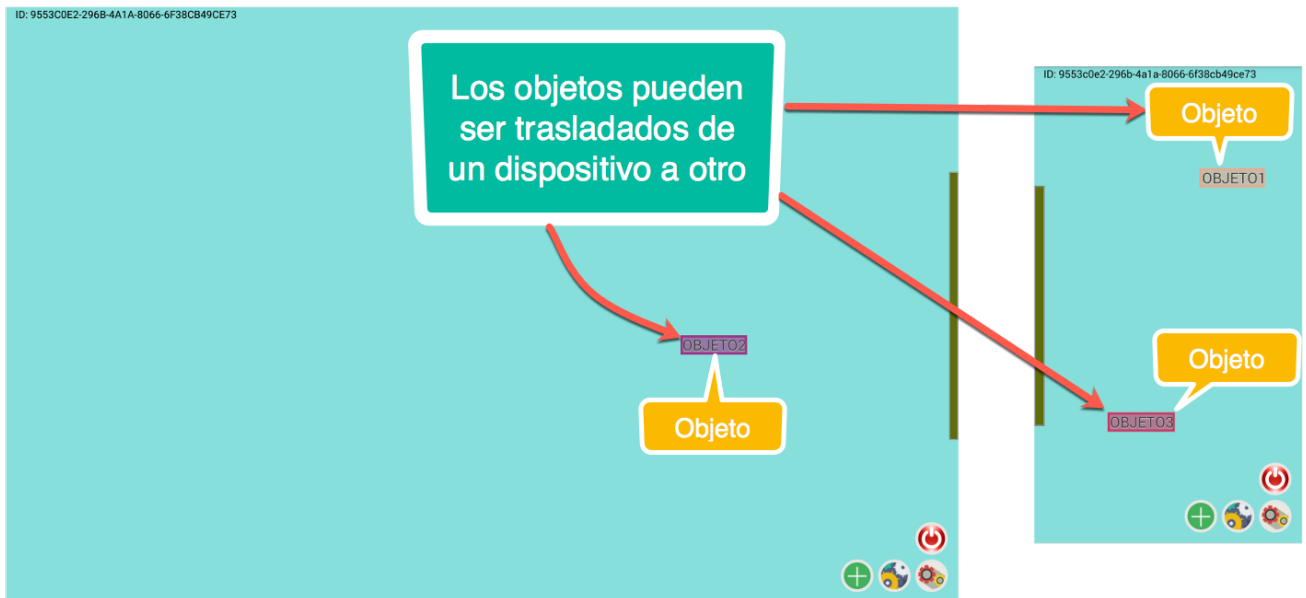 ID: 9553C0E2-296B-4A1A-8066-6F38CB49CE73
Los objetos pueden
ser trasladados de
un dispositivo a otro
OBJETO2
Objeto
ID: 9553c0e2-296b-4a1a-8066-6f38cb49ce73
Objeto
OBJETO1
Objeto
OBJETO3